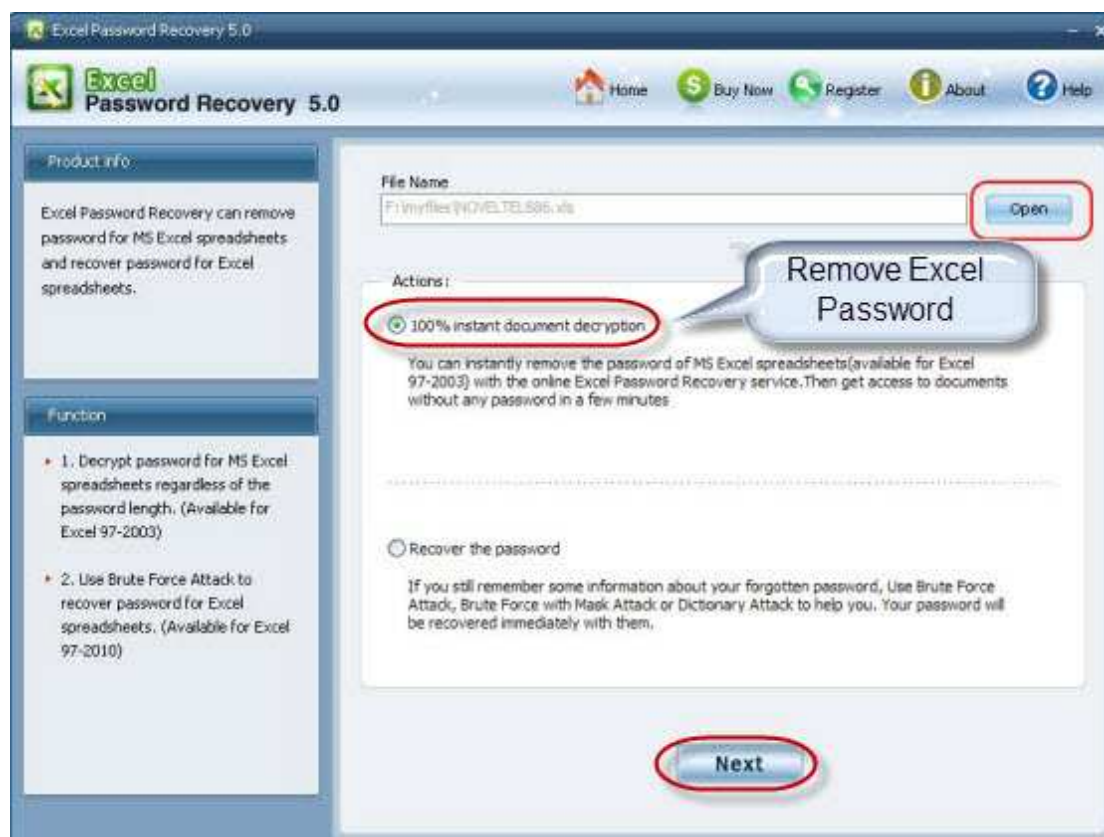 Excel Password Recovery 5.0
Excel
Password Recovery 5.0
Home
Buy Now
Register
About
Help
Product info
Excel Password Recovery can remove
password for MS Excel spreadsheets
and recover password for Excel
spreadsheets.
Function
1. Decrypt password for MS Excel
spreadsheets regardless of the
password length. (Available for
Excel 97-2003)
2. Use Brute Force Attack to
recover password for Excel
spreadsheets. (Available for Excel
97-2010)
File Name
F:\myfiles\NOVELTEL686.xls
Open
Remove Excel
Password
Actions:
100% instant document decryption
You can instantly remove the password of MS Excel spreadsheets(available for Excel
97-2003) with the online Excel Password Recovery service.Then get access to documents
without any password in a few minutes
Recover the password
If you still remember some information about your forgotten password, Use Brute Force
Attack, Brute Force with Mask Attack or Dictionary Attack to help you. Your password will
be recovered immediately with them.
Next